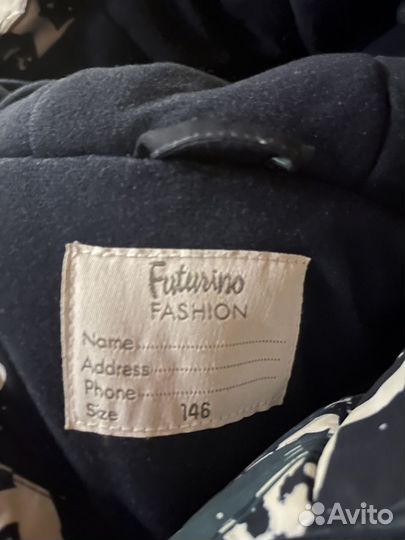 Futurino
FASHION
Name
Address
Phone
Size 146
Avito